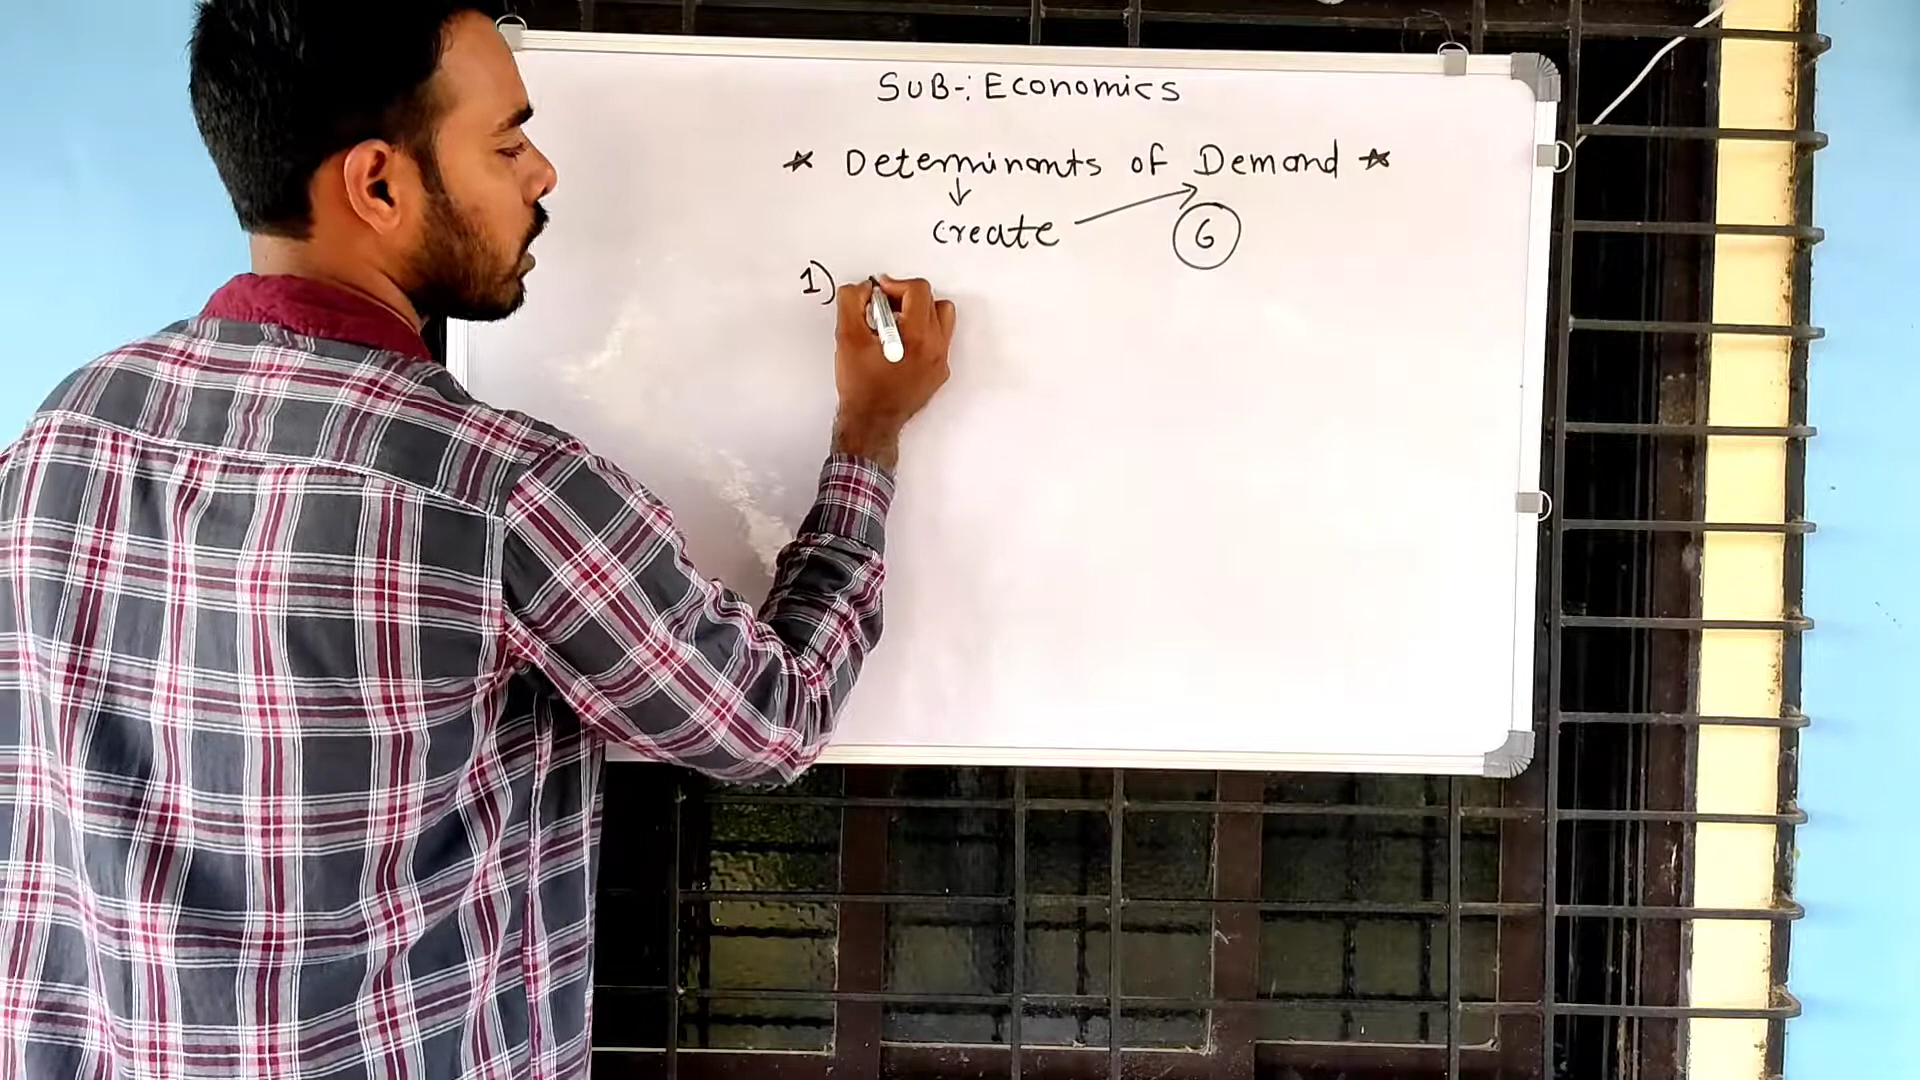 SUB-: Economics
* Determinants of Demand *
↓
create → 6
1)